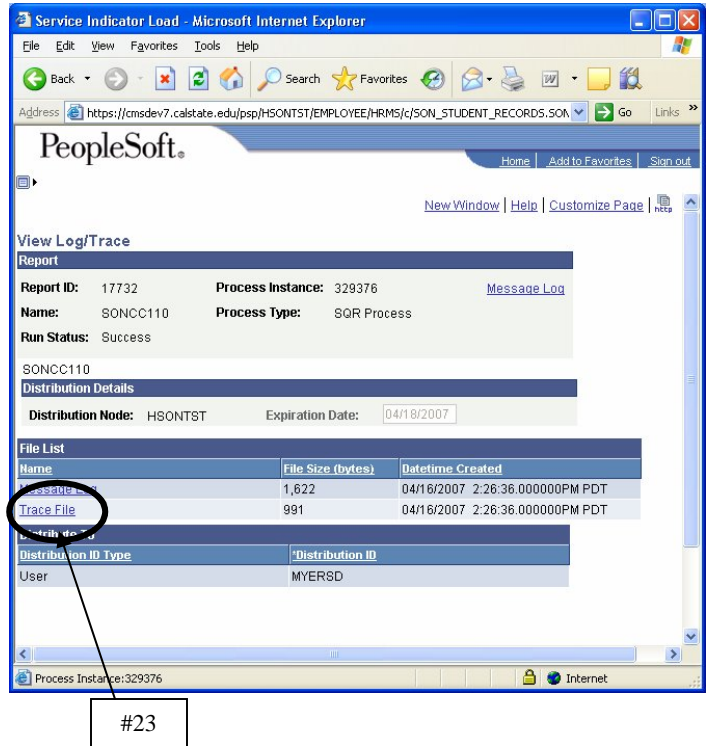 Service Indicator Load - Microsoft Internet Explorer
File Edit View Favorites Tools Help
Back Search Favorites
Address https://cmsdev7.calstate.edu/psp/HSONTST/EMPLOYEE/HRMS/c/SON_STUDENT_RECORDS.SON Go Links »
PeopleSoft®
Home Add to Favorites Sign out
New Window | Help | Customize Page | http
View Log/Trace
Report
Report ID: 17732 Process Instance: 329376 Message Log
Name: SONCC110 Process Type: SQR Process
Run Status: Success
SONCC110
Distribution Details
Distribution Node: HSONTST Expiration Date: 04/18/2007
File List
Name File Size (bytes) Datetime Created
Message Log 1,622 04/16/2007 2:26:36.000000PM PDT
Trace File 991 04/16/2007 2:26:36.000000PM PDT
Distribute To
Distribution ID Type *Distribution ID
User MYERSD
Process Instance:329376 Internet
#23